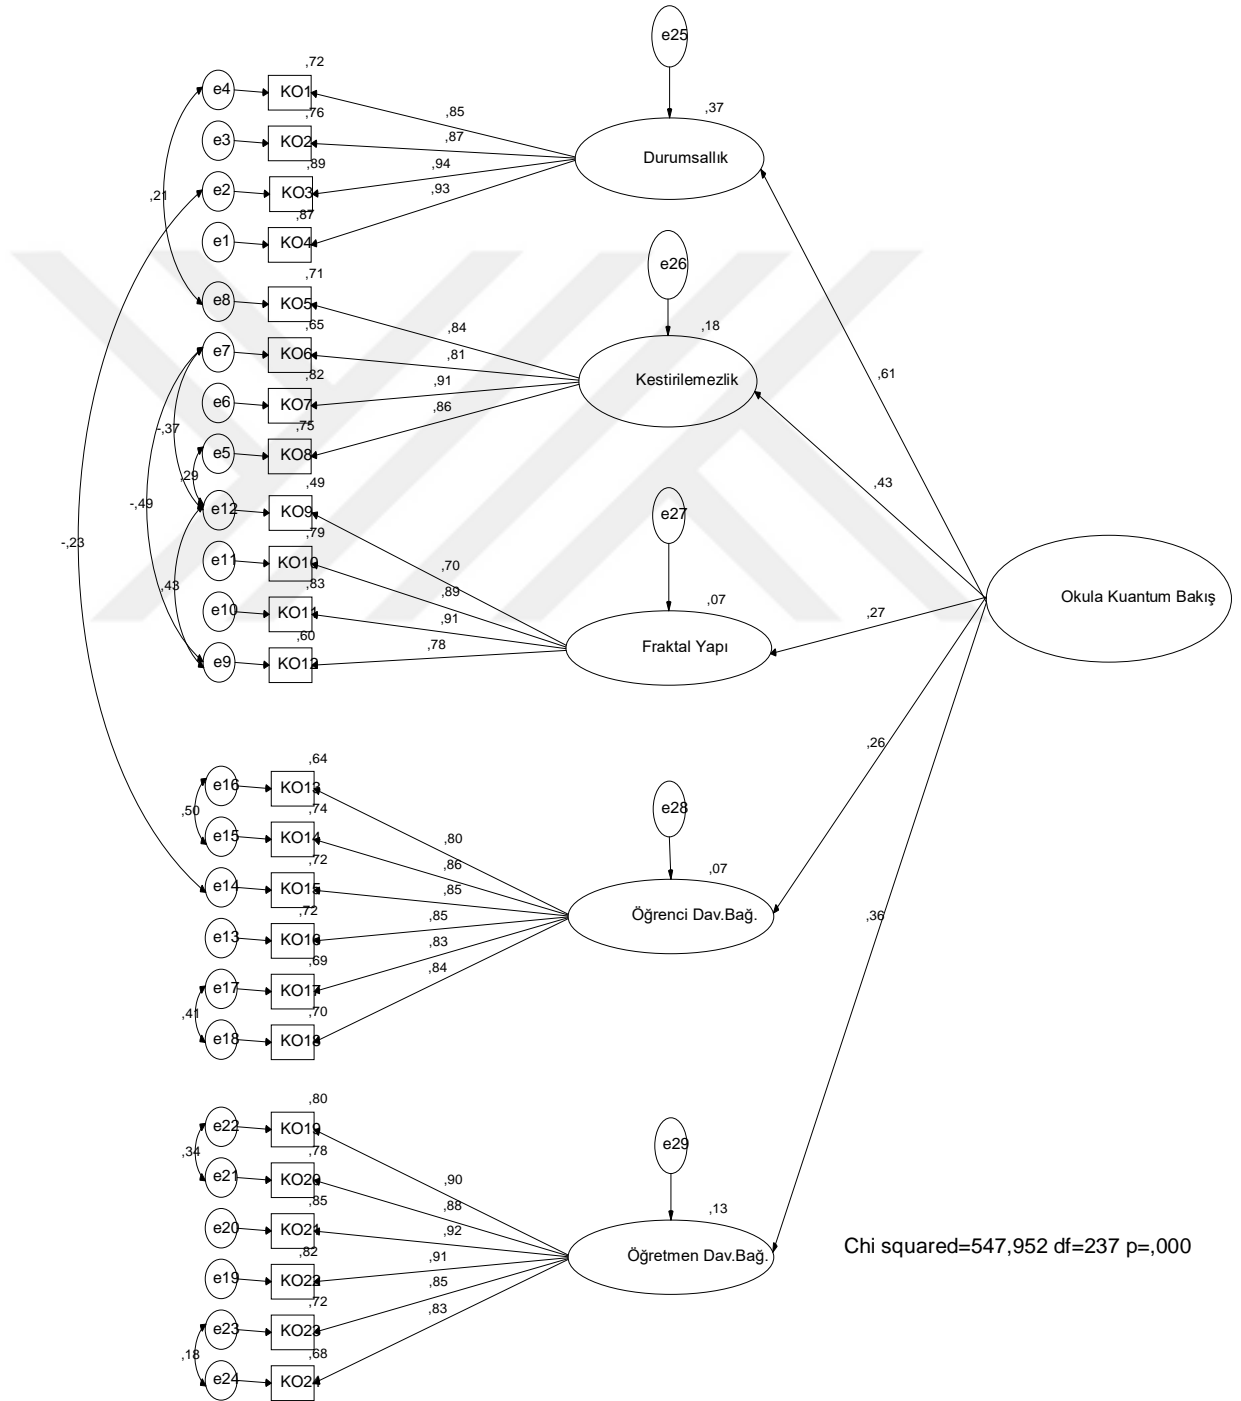 e25
,72
e4
KO1
,85
,37
,76
e3
KO2
,87
Durumsallık
,89
e2
KO3
,94
,21
,87
,93
e1
KO4
e26
,71
e8
KO5
,84
,18
,65
e7
KO6
,81
,61
,82
Kestirilemezlik
e6
KO7
,91
,75
,86
-,37
e5
KO8
,29
,49
,43
-,49
e12
KO9
e27
,79
-,23
e11
KO10
,70
,83
,89
,43
e10
KO11
,91
,07
Okula Kuantum Bakış
,60
,78
,27
e9
KO12
Fraktal Yapı
,26
,64
e16
KO13
,50
,74
e28
e15
KO14
,80
,72
,86
,07
e14
KO15
,85
,72
,85
Öğrenci Dav.Bağ.
,36
e13
KO16
,69
,83
,84
e17
KO17
,41
,70
e18
KO18
,80
e22
KO19
e29
,34
,78
e21
KO20
,90
,85
,88
,13
e20
KO21
,92
,82
,91
Öğretmen Dav.Bağ.
Chi squared=547,952 df=237 p=,000
e19
KO22
,85
,72
,83
e23
KO23
,18
,68
e24
KO24